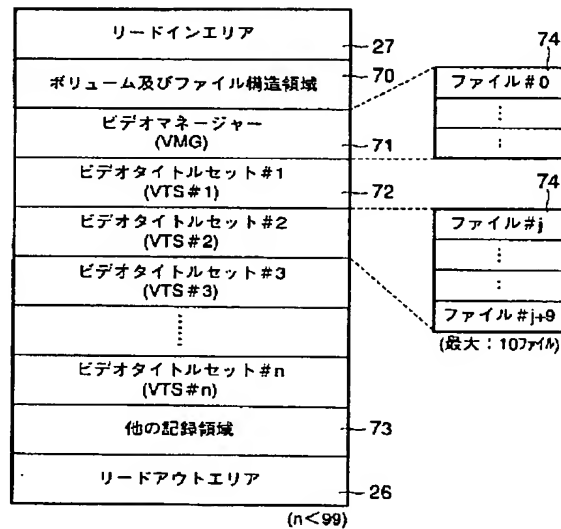 リードインエリア
27
ボリューム及びファイル構造領域
70
ビデオマネージャー
(VMG)
71
ビデオタイトルセット#1
(VTS#1)
72
ビデオタイトルセット#2
(VTS#2)
ビデオタイトルセット#3
(VTS#3)
ビデオタイトルセット#n
(VTS#n)
他の記録領域
73
リードアウトエリア
26
(n<99)
74
ファイル#0
74
ファイル#j
ファイル#j+9
(最大:10ファイル)